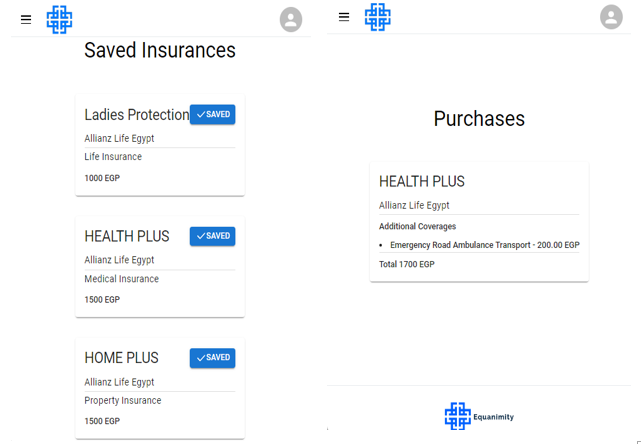 Saved Insurances
Ladies Protection
SAVED
Allianz Life Egypt
Life Insurance
1000 EGP
HEALTH PLUS
SAVED
Allianz Life Egypt
Medical Insurance
1500 EGP
HOME PLUS
SAVED
Allianz Life Egypt
Property Insurance
1500 EGP
Purchases
HEALTH PLUS
Allianz Life Egypt
Additional Coverages
• Emergency Road Ambulance Transport - 200.00 EGP
Total 1700 EGP
Equanimity